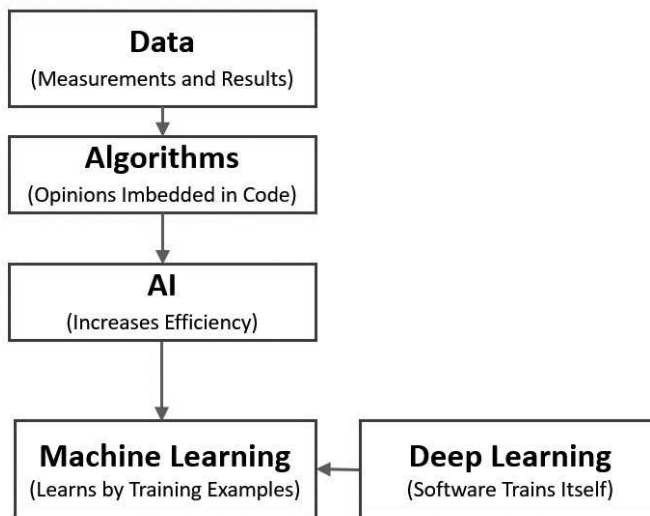 Data
(Measurements and Results)
Algorithms
(Opinions Imbedded in Code)
AI
(Increases Efficiency)
Machine Learning
(Learns by Training Examples)
Deep Learning
(Software Trains Itself)